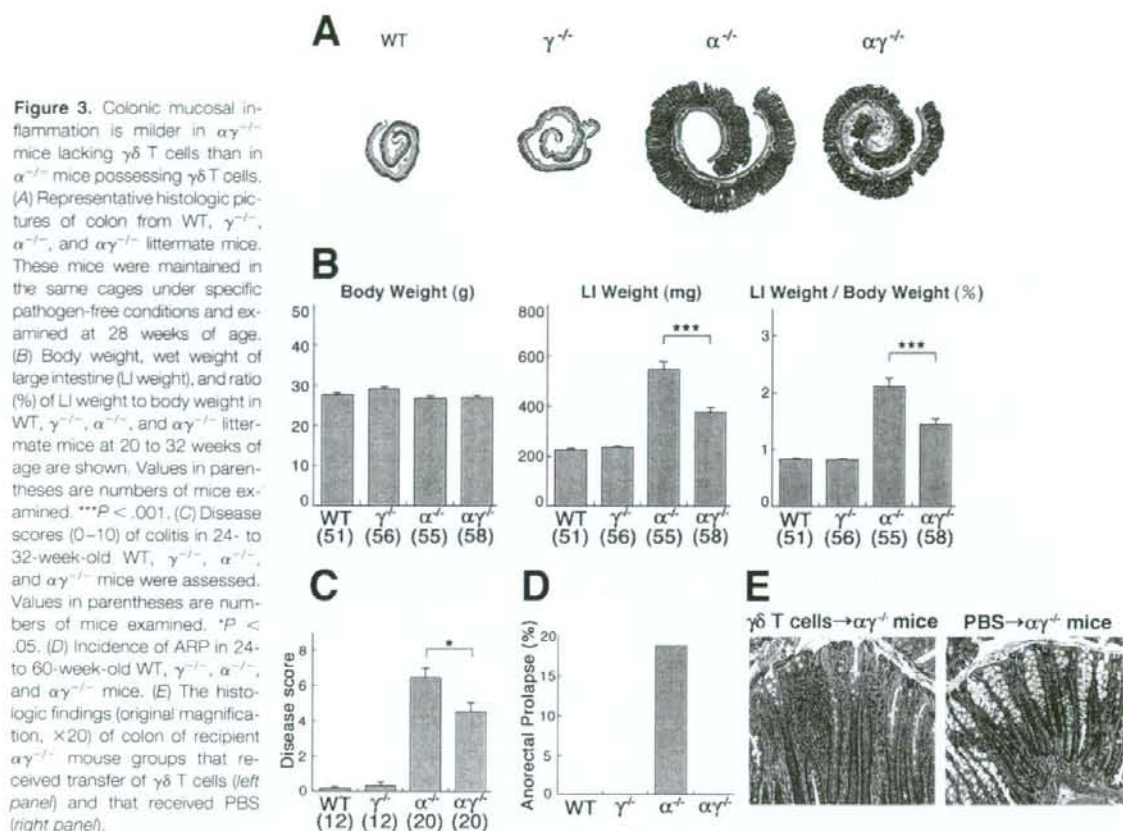 Figure 3. Colonic mucosal in-
flammation is milder in αγ⁻/⁻
mice lacking γδ T cells than in
α⁻/⁻ mice possessing γδ T cells.
(A) Representative histologic pic-
tures of colon from WT, γ⁻/⁻,
α⁻/⁻, and αγ⁻/⁻ littermate mice.
These mice were maintained in
the same cages under specific
pathogen-free conditions and ex-
amined at 28 weeks of age.
(B) Body weight, wet weight of
large intestine (LI weight), and ratio
(%) of LI weight to body weight in
WT, γ⁻/⁻, α⁻/⁻, and αγ⁻/⁻ litter-
mate mice at 20 to 32 weeks of
age are shown. Values in paren-
theses are numbers of mice ex-
amined. ***P < .001. (C) Disease
scores (0–10) of colitis in 24- to
32-week-old WT, γ⁻/⁻, α⁻/⁻,
and αγ⁻/⁻ mice were assessed.
Values in parentheses are num-
bers of mice examined. *P <
.05. (D) Incidence of ARP in 24-
to 60-week-old WT, γ⁻/⁻, α⁻/⁻,
and αγ⁻/⁻ mice. (E) The histo-
logic findings (original magnifica-
tion, ×20) of colon of recipient
αγ⁻/⁻ mouse groups that re-
ceived transfer of γδ T cells (left
panel) and that received PBS
(right panel).
A
WT γ⁻/⁻ α⁻/⁻ αγ⁻/⁻
B
Body Weight (g)
50
40
30
20
10
0
WT γ⁻/⁻ α⁻/⁻ αγ⁻/⁻
(51) (56) (55) (58)
LI Weight (mg)
800
600
400
200
0
***
WT γ⁻/⁻ α⁻/⁻ αγ⁻/⁻
(51) (56) (55) (58)
LI Weight / Body Weight (%)
3
2
1
0
***
WT γ⁻/⁻ α⁻/⁻ αγ⁻/⁻
(51) (56) (55) (58)
C
Disease score
8
6
4
2
0
*
WT γ⁻/⁻ α⁻/⁻ αγ⁻/⁻
(12) (12) (20) (20)
D
Anorectal Prolapse (%)
20
15
10
5
0
WT γ⁻/⁻ α⁻/⁻ αγ⁻/⁻
E
γδ T cells→αγ⁻/⁻ mice
PBS→αγ⁻/⁻ mice